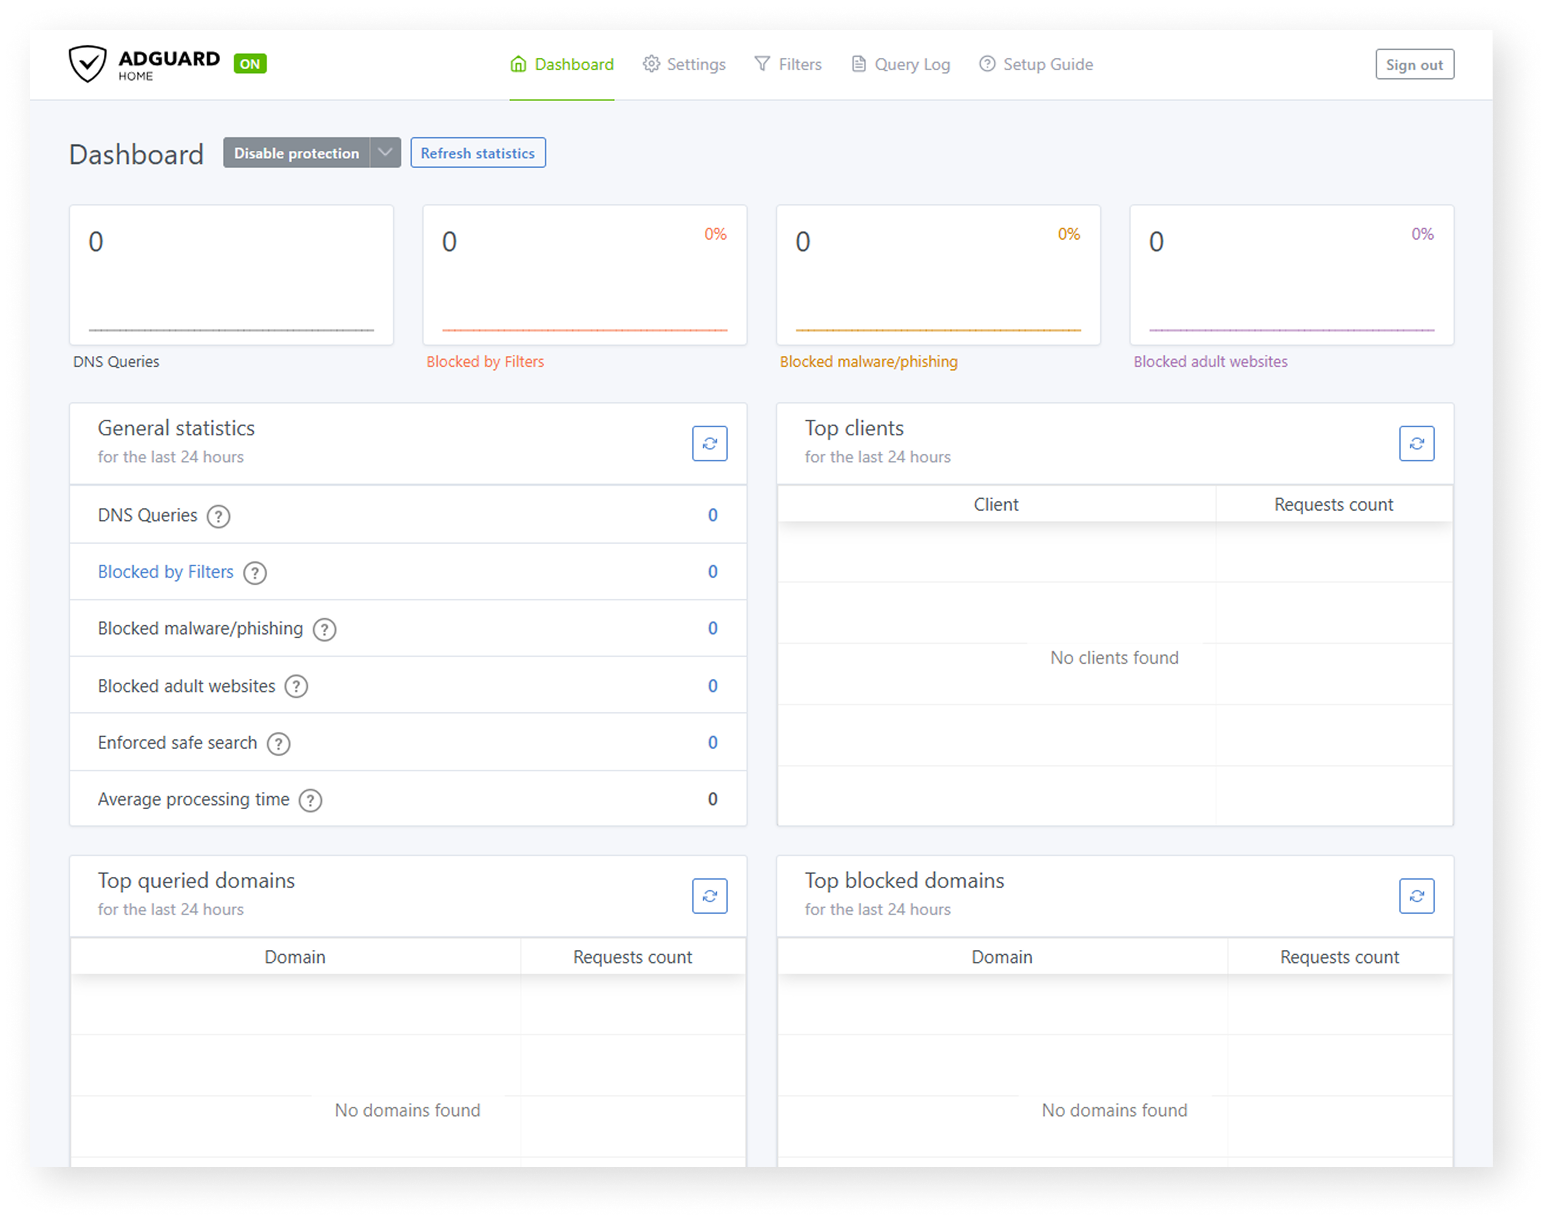 ADGUARD
HOME
ON
Dashboard
Settings
Filters
Query Log
Setup Guide
Sign out
Dashboard
Disable protection
Refresh statistics
0
DNS Queries
0
0%
Blocked by Filters
0
0%
Blocked malware/phishing
0
0%
Blocked adult websites
General statistics
for the last 24 hours
DNS Queries ? 0
Blocked by Filters ? 0
Blocked malware/phishing ? 0
Blocked adult websites ? 0
Enforced safe search ? 0
Average processing time ? 0
Top clients
for the last 24 hours
Client Requests count
No clients found
Top queried domains
for the last 24 hours
Domain Requests count
No domains found
Top blocked domains
for the last 24 hours
Domain Requests count
No domains found